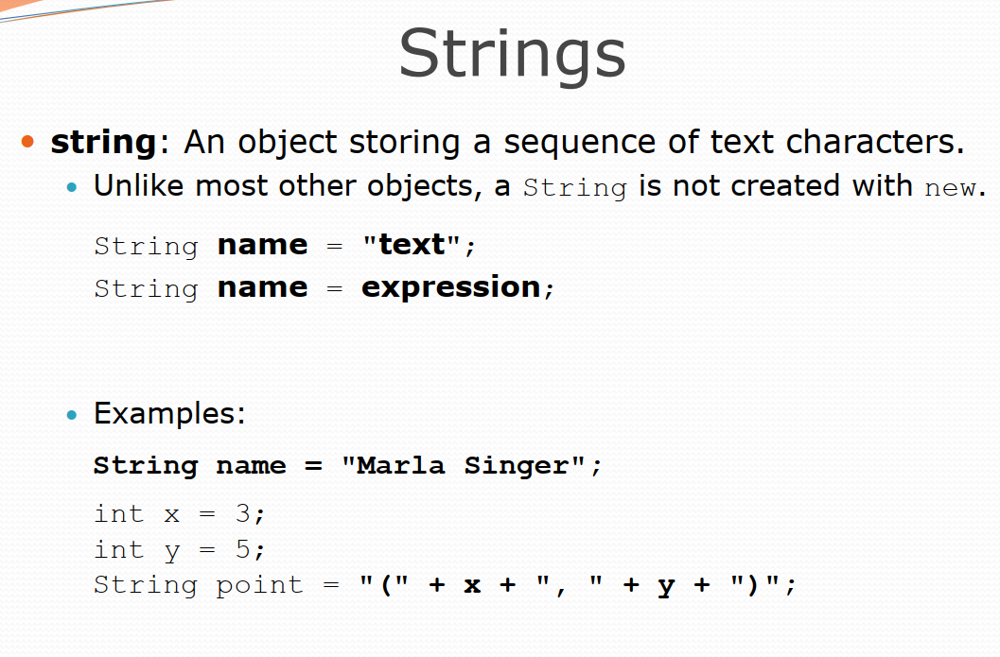 Strings
• string: An object storing a sequence of text characters.
• Unlike most other objects, a String is not created with new.
String name = "text";
String name = expression;
• Examples:
String name = "Marla Singer";
int x = 3;
int y = 5;
String point = "(" + x + ", " + y + ")";